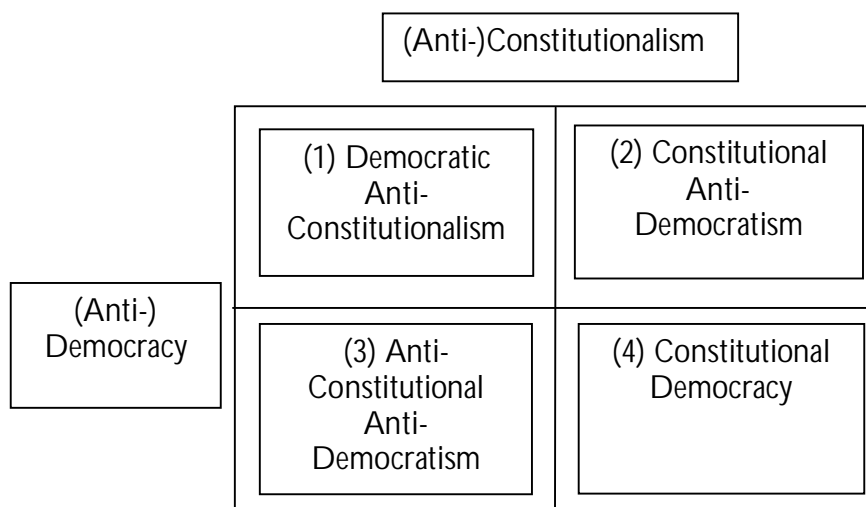 (Anti-)Constitutionalism
(1) Democratic
Anti-
Constitutionalism
(2) Constitutional
Anti-
Democratism
(Anti-)
Democracy
(3) Anti-
Constitutional
Anti-
Democratism
(4) Constitutional
Democracy